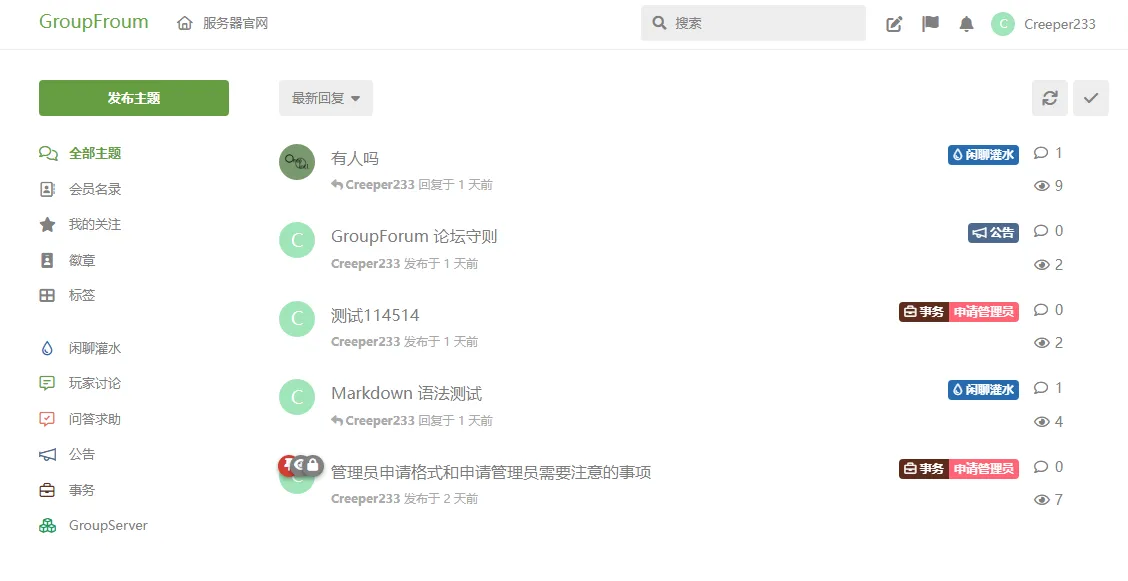 GroupFroum
服务器官网
搜索
C
Creeper233
发布主题
最新回复
全部主题
会员名录
我的关注
徽章
标签
闲聊灌水
玩家讨论
问答求助
公告
事务
GroupServer
有人吗
闲聊灌水
1
Creeper233 回复于 1 天前
9
C
GroupForum 论坛守则
公告
0
Creeper233 发布于 1 天前
2
C
测试114514
事务 申请管理员
0
Creeper233 发布于 1 天前
2
C
Markdown 语法测试
闲聊灌水
1
Creeper233 回复于 1 天前
4
C
管理员申请格式和申请管理员需要注意的事项
事务 申请管理员
0
Creeper233 发布于 2 天前
7